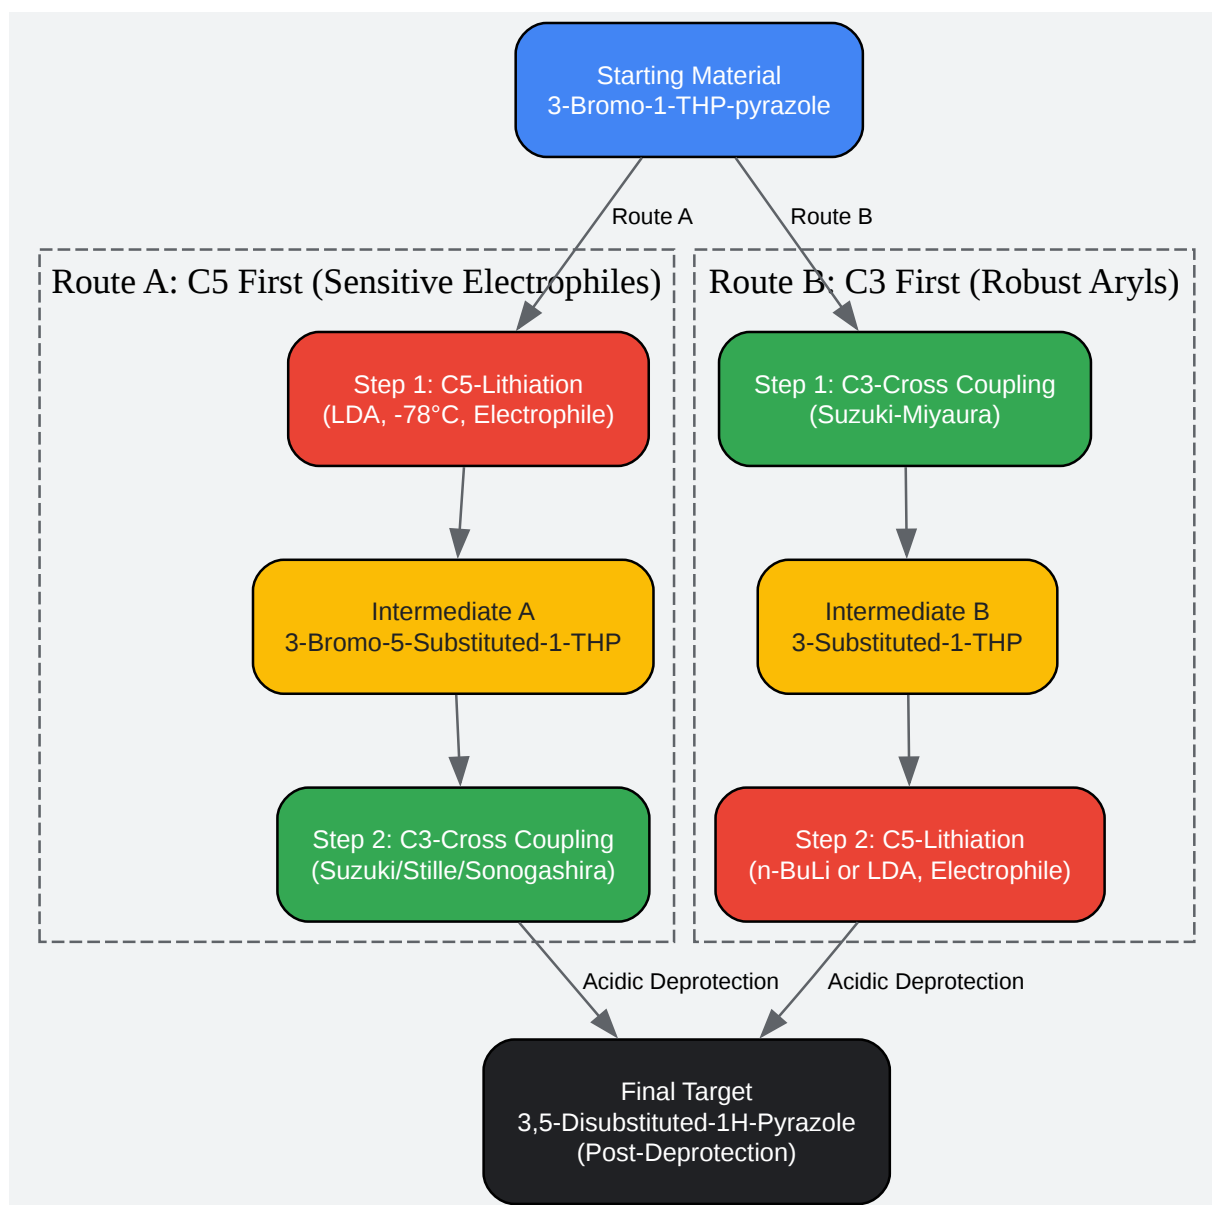 Starting Material
3-Bromo-1-THP-pyrazole
Route A
Route B
Route A: C5 First (Sensitive Electrophiles)
Step 1: C5-Lithiation
(LDA, -78°C, Electrophile)
Intermediate A
3-Bromo-5-Substituted-1-THP
Step 2: C3-Cross Coupling
(Suzuki/Stille/Sonogashira)
Acidic Deprotection
Route B: C3 First (Robust Aryls)
Step 1: C3-Cross Coupling
(Suzuki-Miyaura)
Intermediate B
3-Substituted-1-THP
Step 2: C5-Lithiation
(n-BuLi or LDA, Electrophile)
Acidic Deprotection
Final Target
3,5-Disubstituted-1H-Pyrazole
(Post-Deprotection)